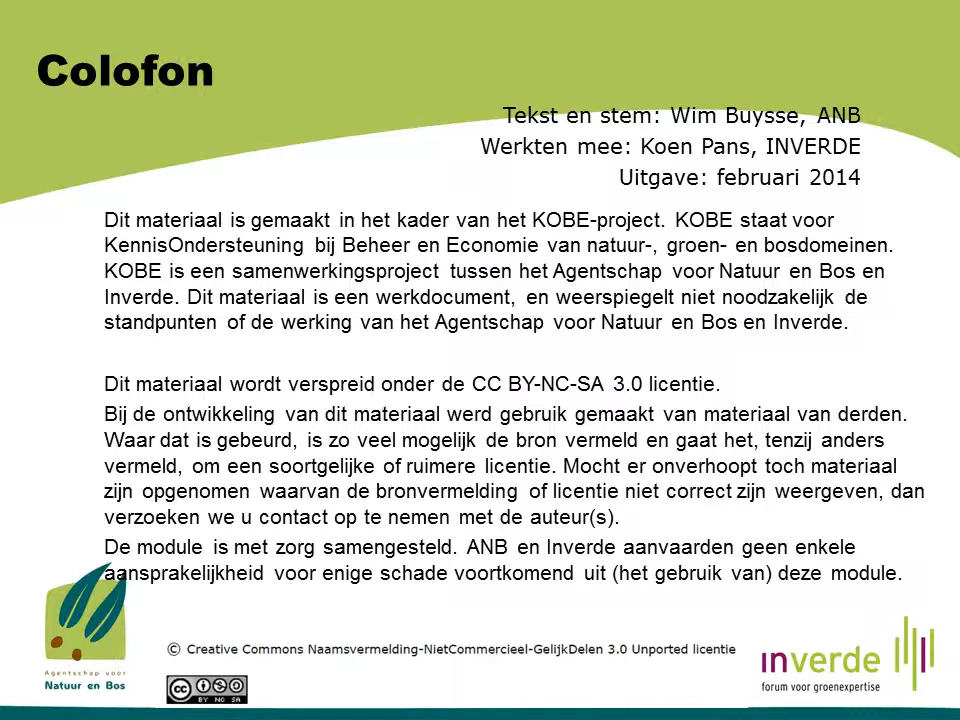 Colofon
Tekst en stem: Wim Buysse, ANB
Werkten mee: Koen Pans, INVERDE
Uitgave: februari 2014
Dit materiaal is gemaakt in het kader van het KOBE-project. KOBE staat voor
KennisOndersteuning bij Beheer en Economie van natuur-, groen- en bosdomeinen.
KOBE is een samenwerkingsproject tussen het Agentschap voor Natuur en Bos en
Inverde. Dit materiaal is een werkdocument, en weerspiegelt niet noodzakelijk de
standpunten of de werking van het Agentschap voor Natuur en Bos en Inverde.
Dit materiaal wordt verspreid onder de CC BY-NC-SA 3.0 licentie.
Bij de ontwikkeling van dit materiaal werd gebruik gemaakt van materiaal van derden.
Waar dat is gebeurd, is zo veel mogelijk de bron vermeld en gaat het, tenzij anders
vermeld, om een soortgelijke of ruimere licentie. Mocht er onverhoopt toch materiaal
zijn opgenomen waarvan de bronvermelding of licentie niet correct zijn weergeven, dan
verzoeken we u contact op te nemen met de auteur(s).
De module is met zorg samengesteld. ANB en Inverde aanvaarden geen enkele
aansprakelijkheid voor enige schade voortkomend uit (het gebruik van) deze module.
Agentschap voor
Natuur en Bos
© Creative Commons Naamsvermelding-NietCommercieel-GelijkDelen 3.0 Unported licentie
cc
BY NC SA
inverde
forum voor groenexpertise